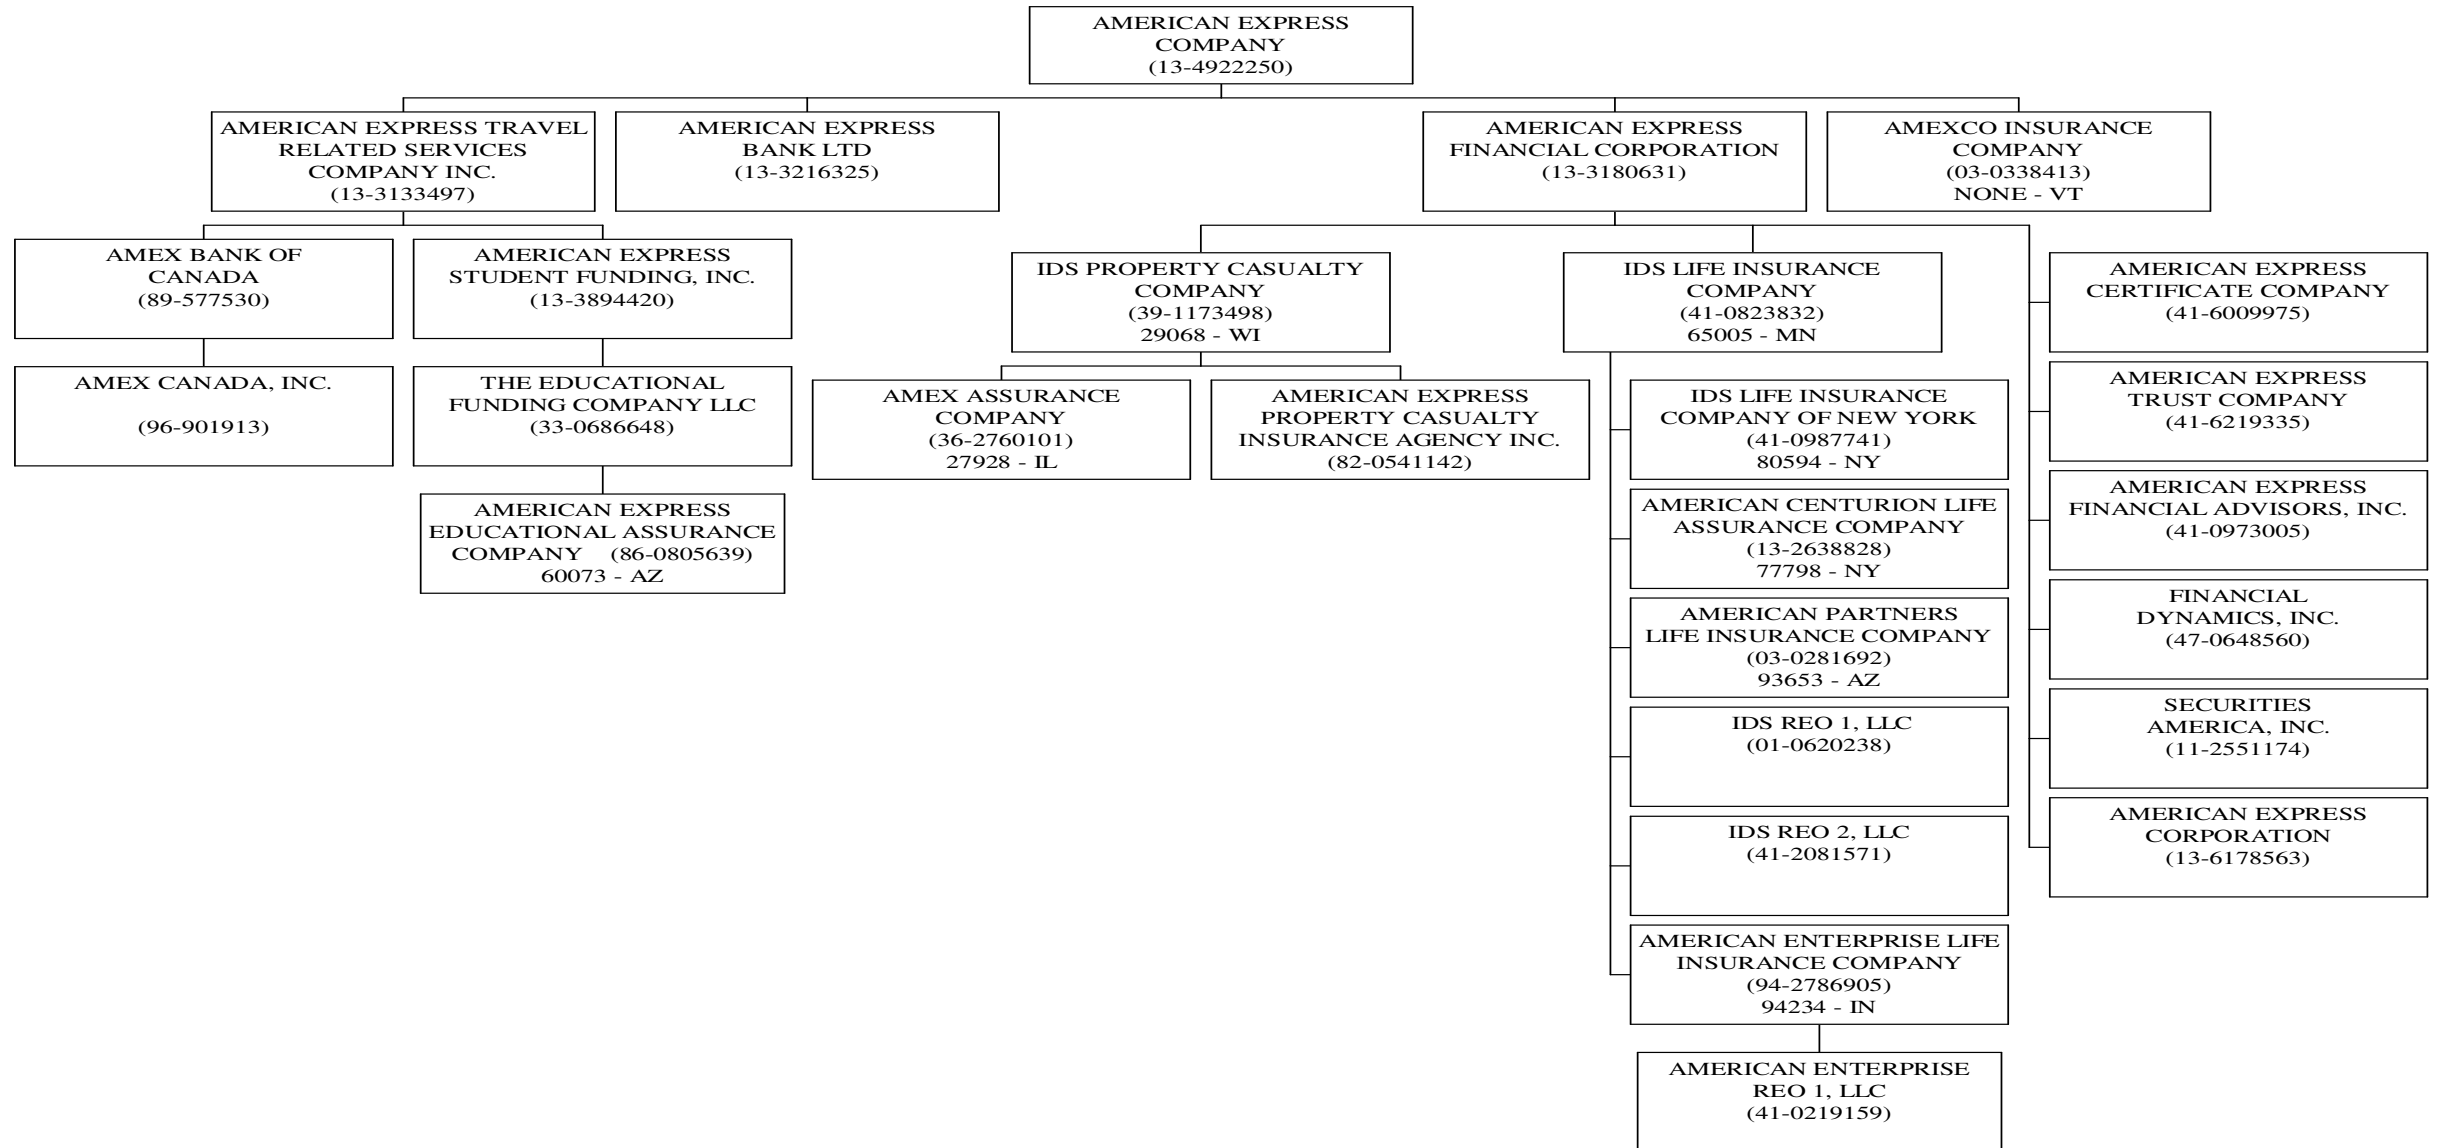 AMERICAN EXPRESS
COMPANY
(13-4922250)
AMERICAN EXPRESS TRAVEL
RELATED SERVICES
COMPANY INC.
(13-3133497)
AMERICAN EXPRESS
BANK LTD
(13-3216325)
AMERICAN EXPRESS
FINANCIAL CORPORATION
(13-3180631)
AMEXCO INSURANCE
COMPANY
(03-0338413)
NONE - VT
AMEX BANK OF
CANADA
(89-577530)
AMERICAN EXPRESS
STUDENT FUNDING, INC.
(13-3894420)
IDS PROPERTY CASUALTY
COMPANY
(39-1173498)
29068 - WI
IDS LIFE INSURANCE
COMPANY
(41-0823832)
65005 - MN
AMERICAN EXPRESS
CERTIFICATE COMPANY
(41-6009975)
AMEX CANADA, INC.
(96-901913)
THE EDUCATIONAL
FUNDING COMPANY LLC
(33-0686648)
AMEX ASSURANCE
COMPANY
(36-2760101)
27928 - IL
AMERICAN EXPRESS
PROPERTY CASUALTY
INSURANCE AGENCY INC.
(82-0541142)
IDS LIFE INSURANCE
COMPANY OF NEW YORK
(41-0987741)
80594 - NY
AMERICAN EXPRESS
TRUST COMPANY
(41-6219335)
AMERICAN EXPRESS
EDUCATIONAL ASSURANCE
COMPANY (86-0805639)
60073 - AZ
AMERICAN CENTURION LIFE
ASSURANCE COMPANY
(13-2638828)
77798 - NY
AMERICAN EXPRESS
FINANCIAL ADVISORS, INC.
(41-0973005)
AMERICAN PARTNERS
LIFE INSURANCE COMPANY
(03-0281692)
93653 - AZ
FINANCIAL
DYNAMICS, INC.
(47-0648560)
IDS REO 1, LLC
(01-0620238)
SECURITIES
AMERICA, INC.
(11-2551174)
IDS REO 2, LLC
(41-2081571)
AMERICAN EXPRESS
CORPORATION
(13-6178563)
AMERICAN ENTERPRISE LIFE
INSURANCE COMPANY
(94-2786905)
94234 - IN
AMERICAN ENTERPRISE
REO 1, LLC
(41-0219159)